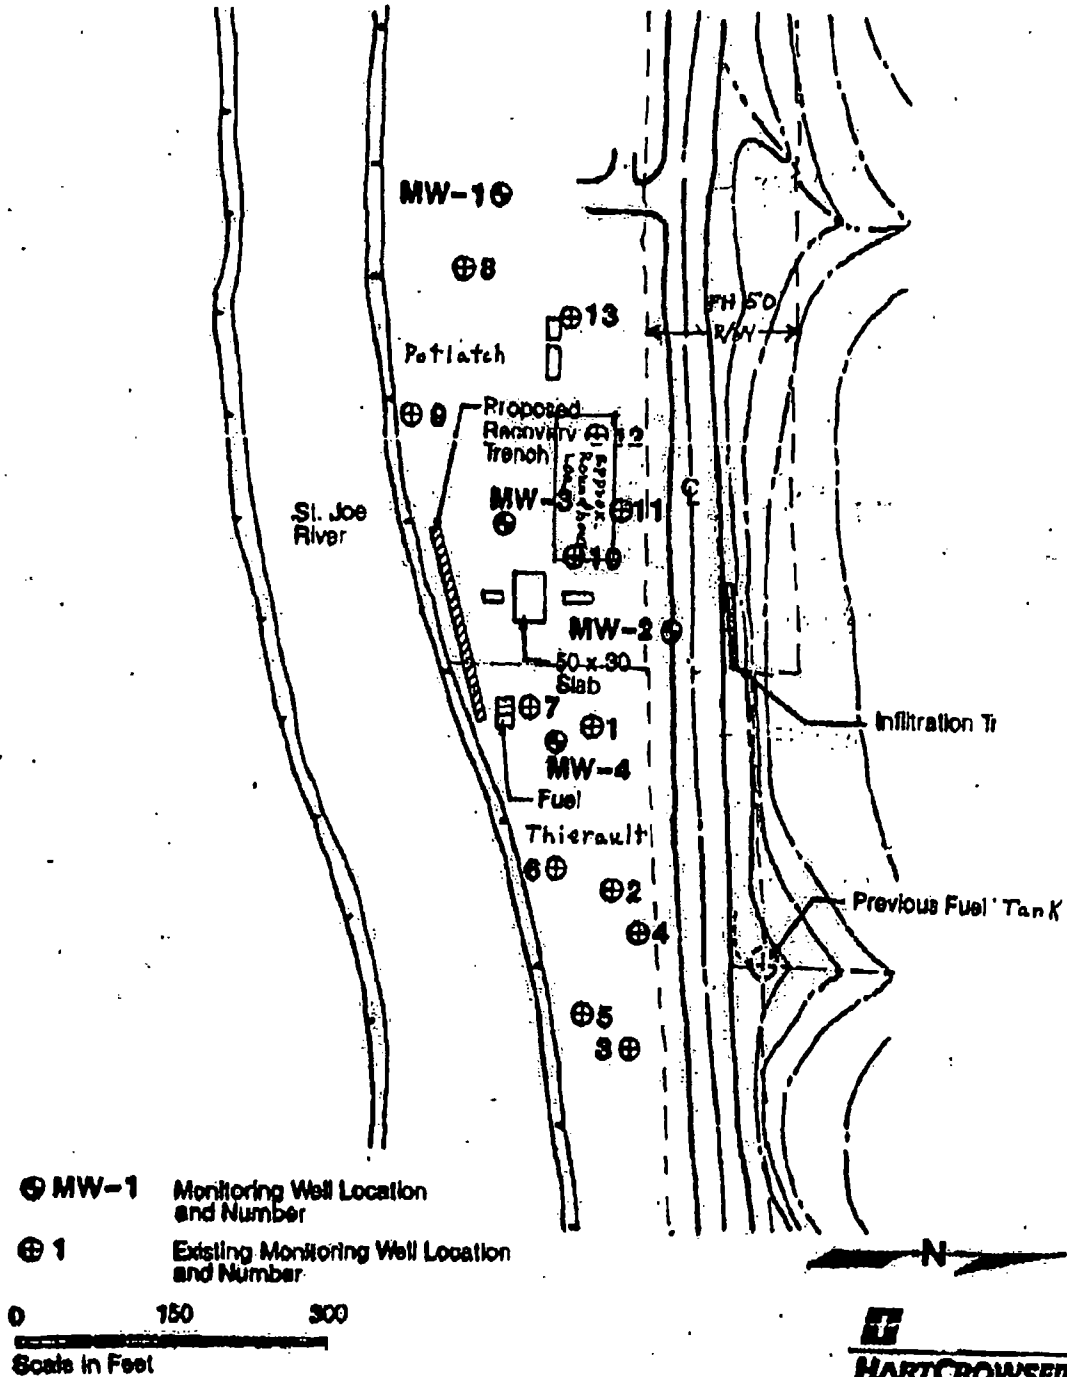 MW-1
8
13
FH 50
R/W
Potlatch
9
Proposed
Recovery
Trench
12
Approx.
MW-3
11
St. Joe
River
10
MW-2
50 x 30
Slab
7
1
Infiltration Tr
MW-4
Fuel
Thierault
6
2
Previous Fuel Tank
4
5
3
MW-1 Monitoring Well Location
and Number
1 Existing Monitoring Well Location
and Number
N
0 150 300
Scale in Feet
HARTCROWSER